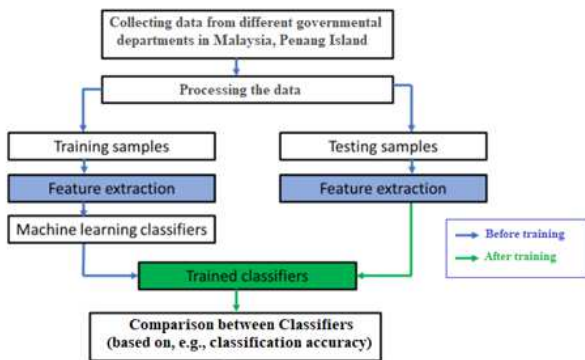 Collecting data from different governmental
departments in Malaysia, Penang Island
Processing the data
Training samples
Testing samples
Feature extraction
Feature extraction
Machine learning classifiers
Before training
After training
Trained classifiers
Comparison between Classifiers
(based on, e.g., classification accuracy)